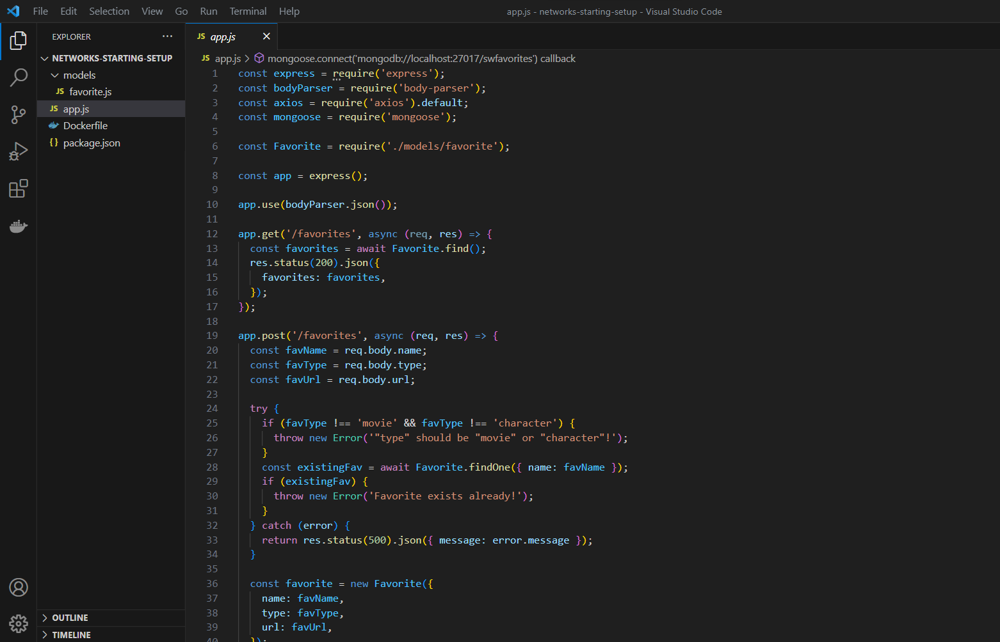 File Edit Selection View Go Run Terminal Help
app.js - networks-starting-setup - Visual Studio Code
EXPLORER ···
NETWORKS-STARTING-SETUP
models
JS favorite.js
JS app.js
Dockerfile
{} package.json
OUTLINE
TIMELINE
JS app.js
JS app.js > mongoose.connect('mongodb://localhost:27017/swfavorites') callback
1 const express = require('express');
2 const bodyParser = require('body-parser');
3 const axios = require('axios').default;
4 const mongoose = require('mongoose');
5
6 const Favorite = require('./models/favorite');
7
8 const app = express();
9
10 app.use(bodyParser.json());
11
12 app.get('/favorites', async (req, res) => {
13   const favorites = await Favorite.find();
14   res.status(200).json({
15     favorites: favorites,
16   });
17 });
18
19 app.post('/favorites', async (req, res) => {
20   const favName = req.body.name;
21   const favType = req.body.type;
22   const favUrl = req.body.url;
23
24   try {
25     if (favType !== 'movie' && favType !== 'character') {
26       throw new Error('"type" should be "movie" or "character"!');
27     }
28     const existingFav = await Favorite.findOne({ name: favName });
29     if (existingFav) {
30       throw new Error('Favorite exists already!');
31     }
32   } catch (error) {
33     return res.status(500).json({ message: error.message });
34   }
35
36   const favorite = new Favorite({
37     name: favName,
38     type: favType,
39     url: favUrl,
40   });